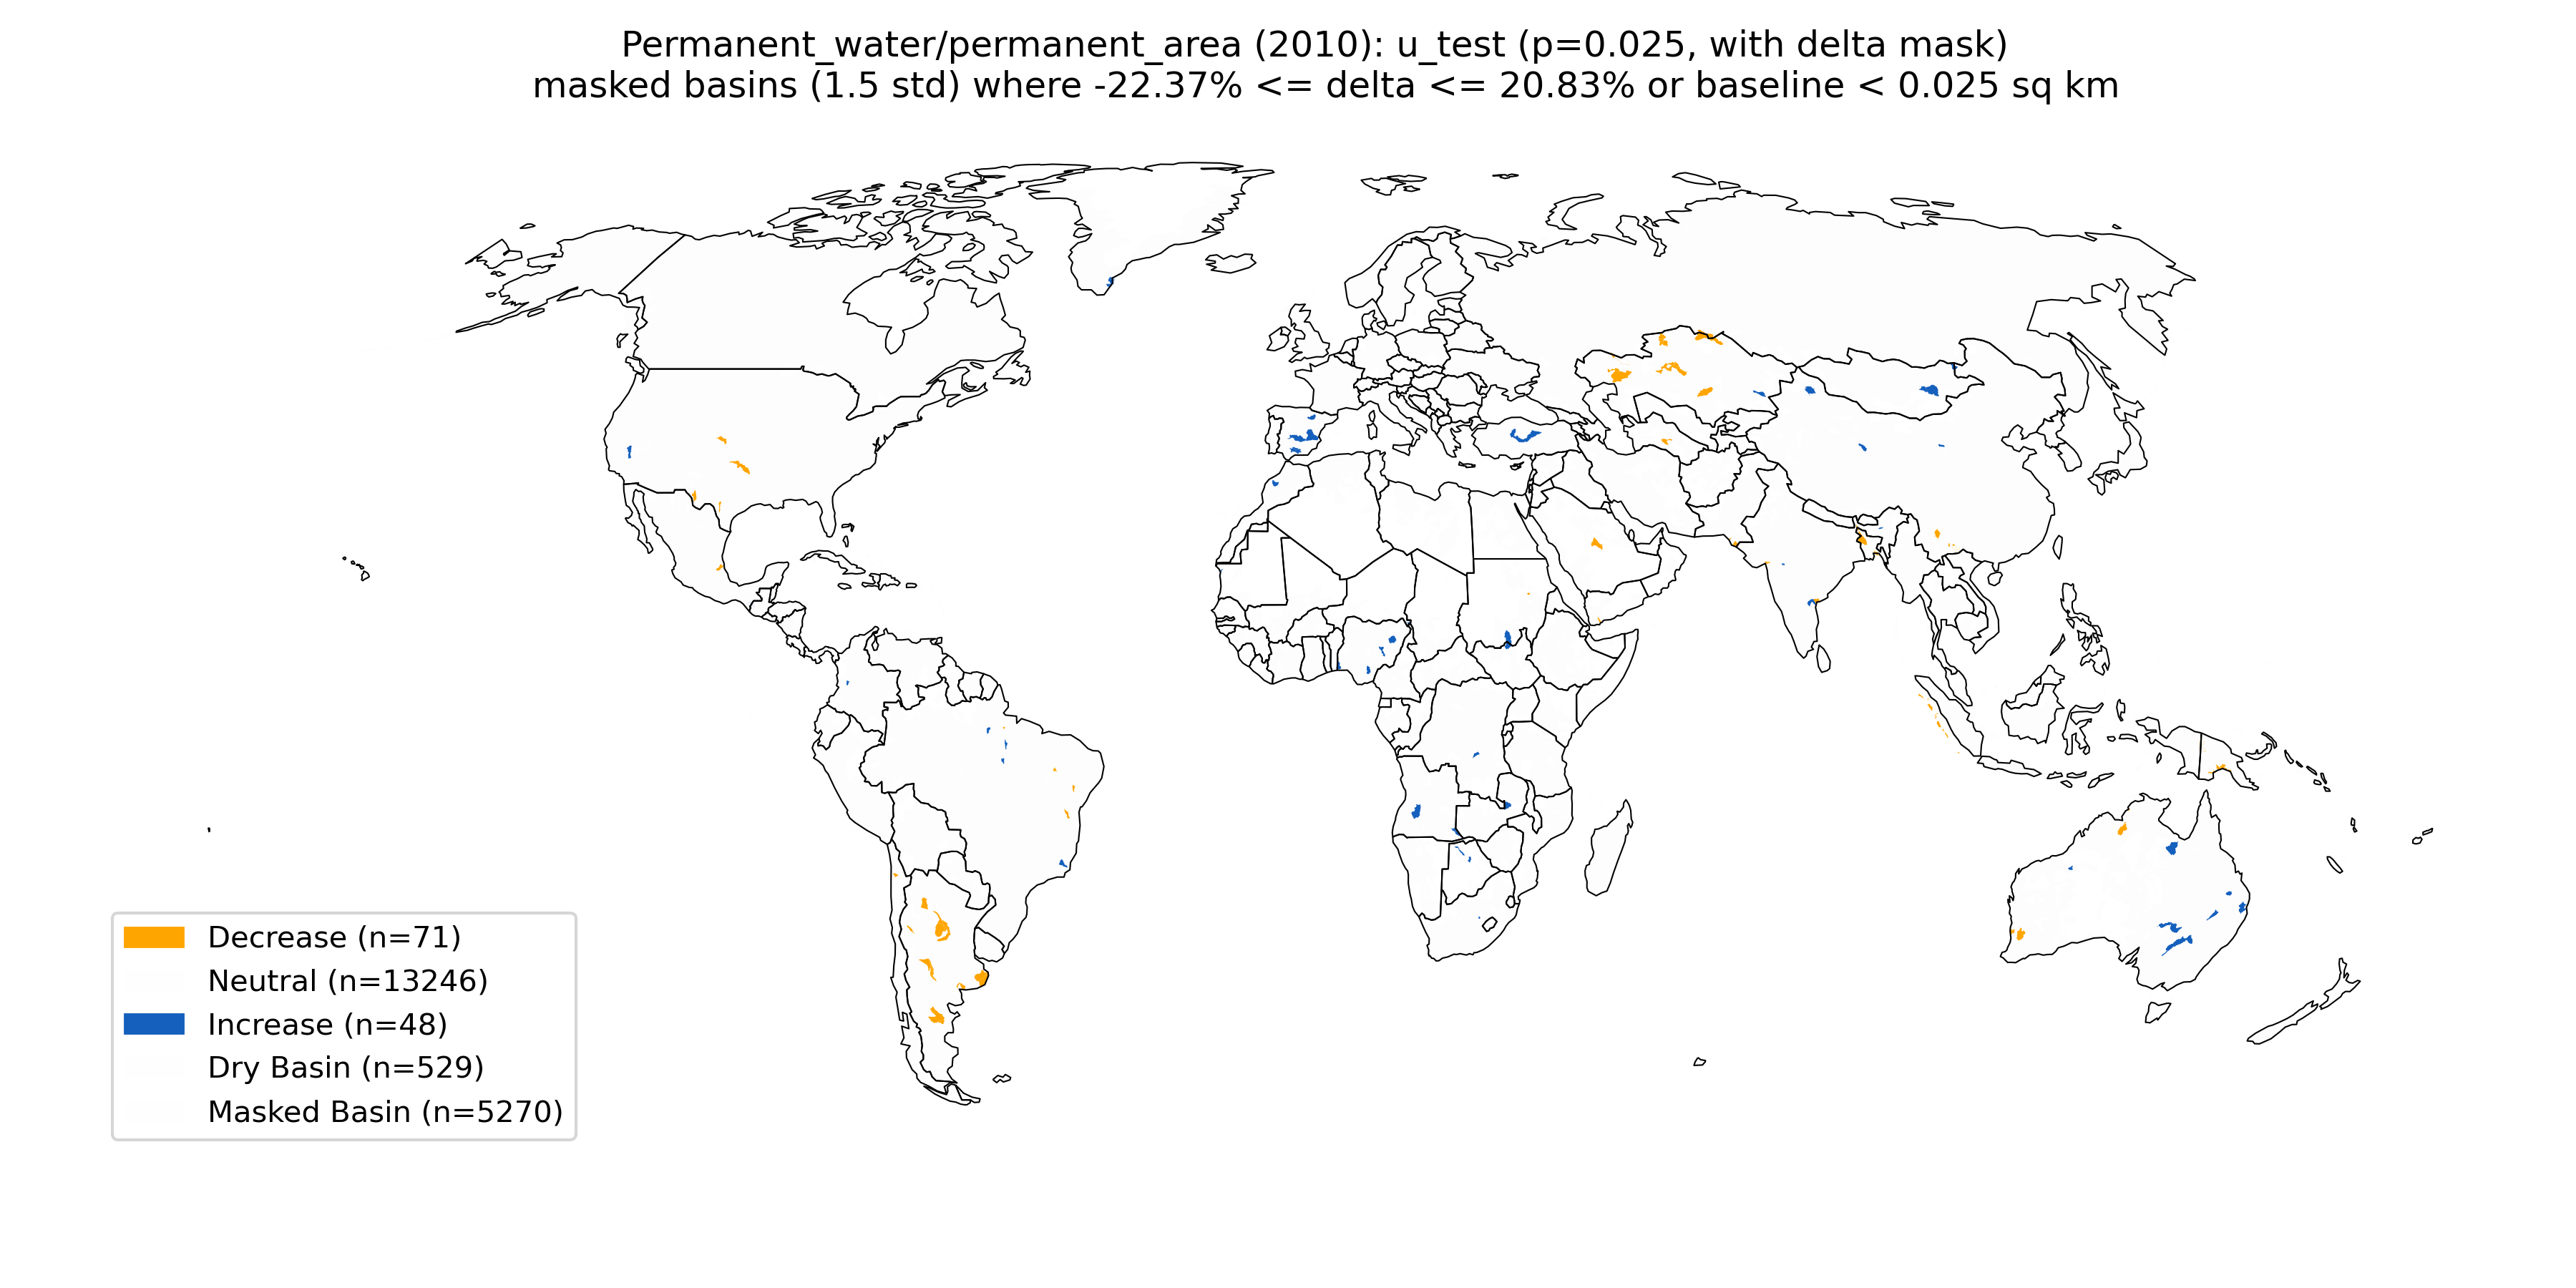 Permanent_water/permanent_area (2010): u_test (p=0.025, with delta mask)
masked basins (1.5 std) where -22.37% <= delta <= 20.83% or baseline < 0.025 sq km
Decrease (n=71)
Neutral (n=13246)
Increase (n=48)
Dry Basin (n=529)
Masked Basin (n=5270)